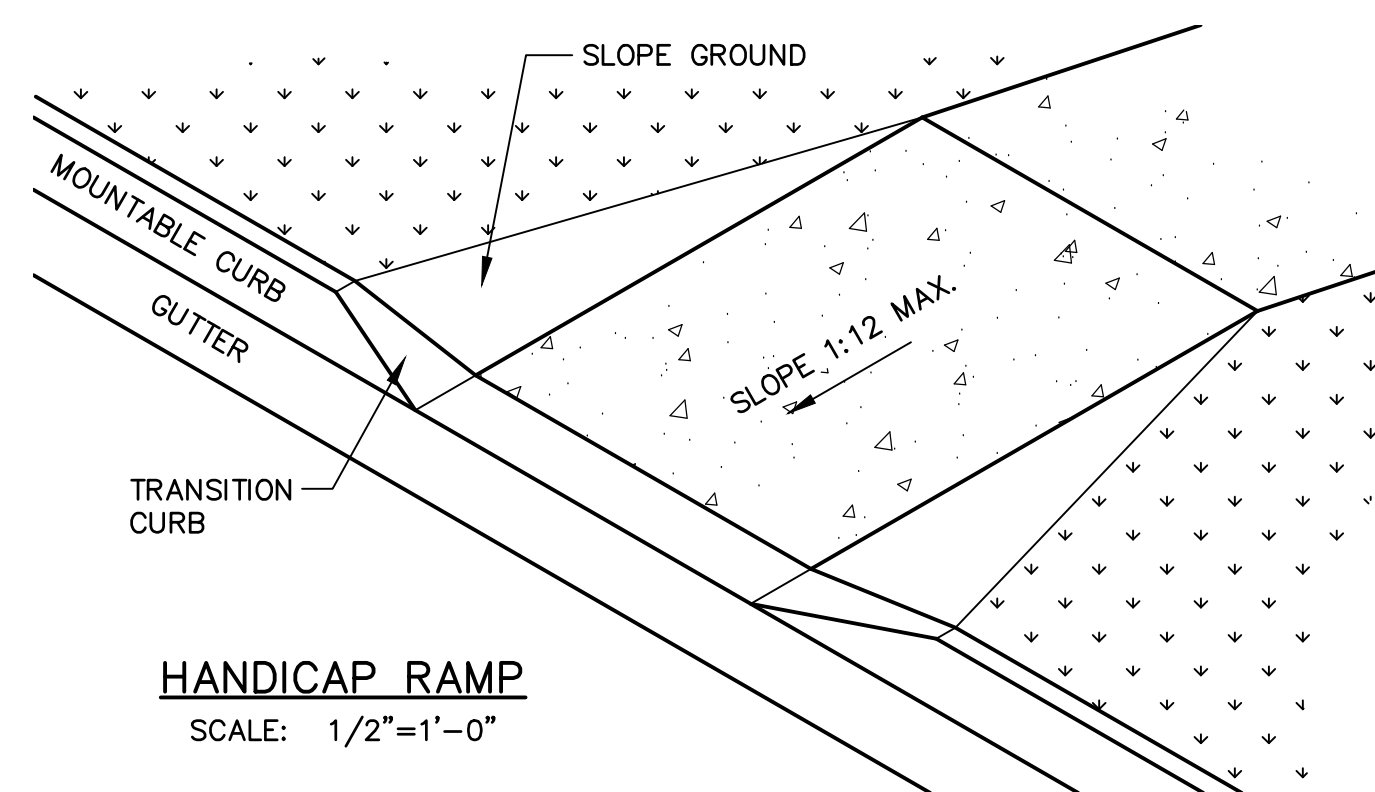 SLOPE GROUND
MOUNTABLE CURB
GUTTER
SLOPE 1:12 MAX.
TRANSITION
CURB
HANDICAP RAMP
SCALE: 1/2"=1'-0"